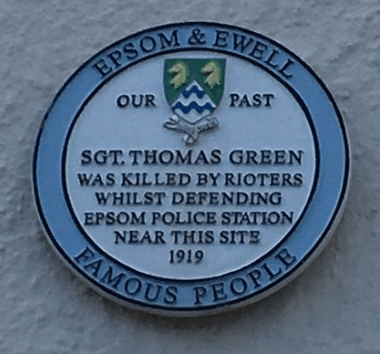 EPSOM & EWELL
OUR PAST
SGT. THOMAS GREEN
WAS KILLED BY RIOTERS
WHILST DEFENDING
EPSOM POLICE STATION
NEAR THIS SITE
1919
FAMOUS PEOPLE